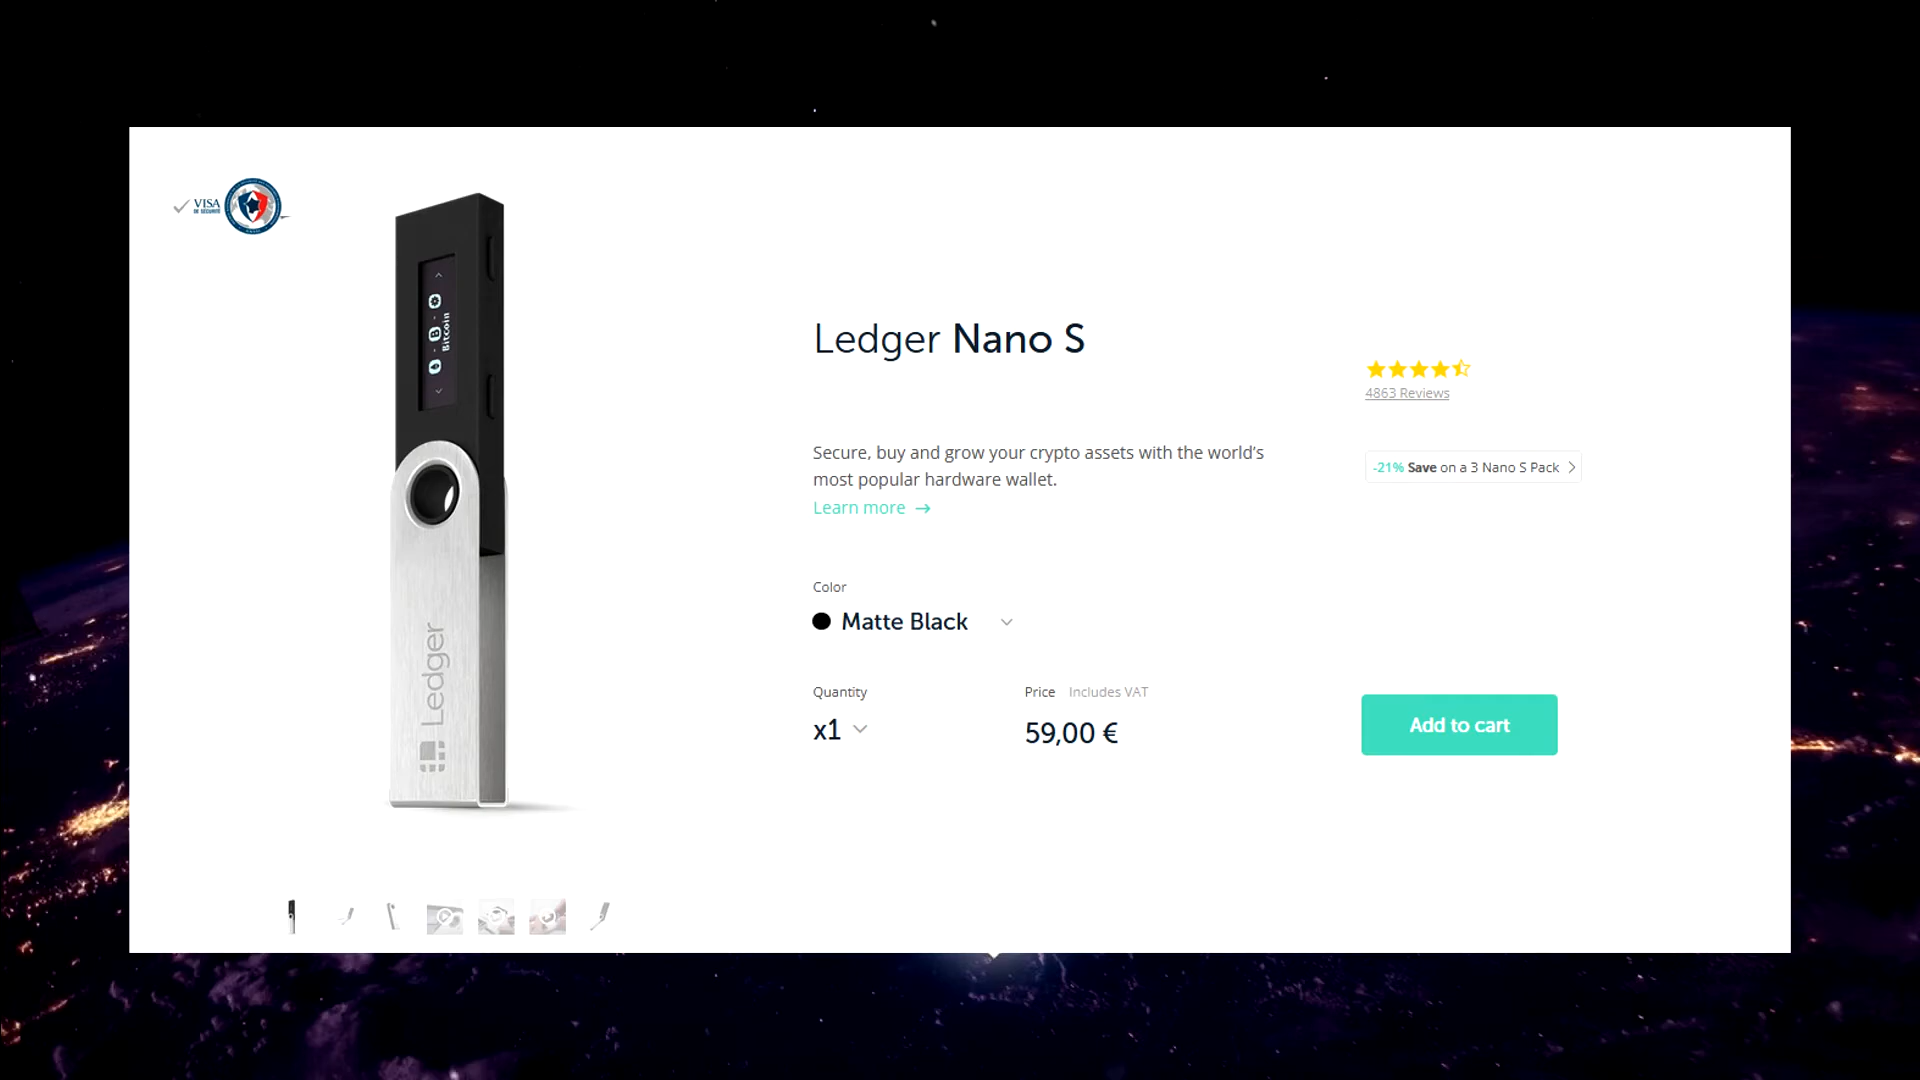 VISA
DE SÉCURITÉ
Bitcoin
Ledger
Ledger Nano S
4863 Reviews
Secure, buy and grow your crypto assets with the world’s
most popular hardware wallet.
Learn more
-21% Save on a 3 Nano S Pack
Color
Matte Black
Quantity
Price Includes VAT
x1
59,00 €
Add to cart